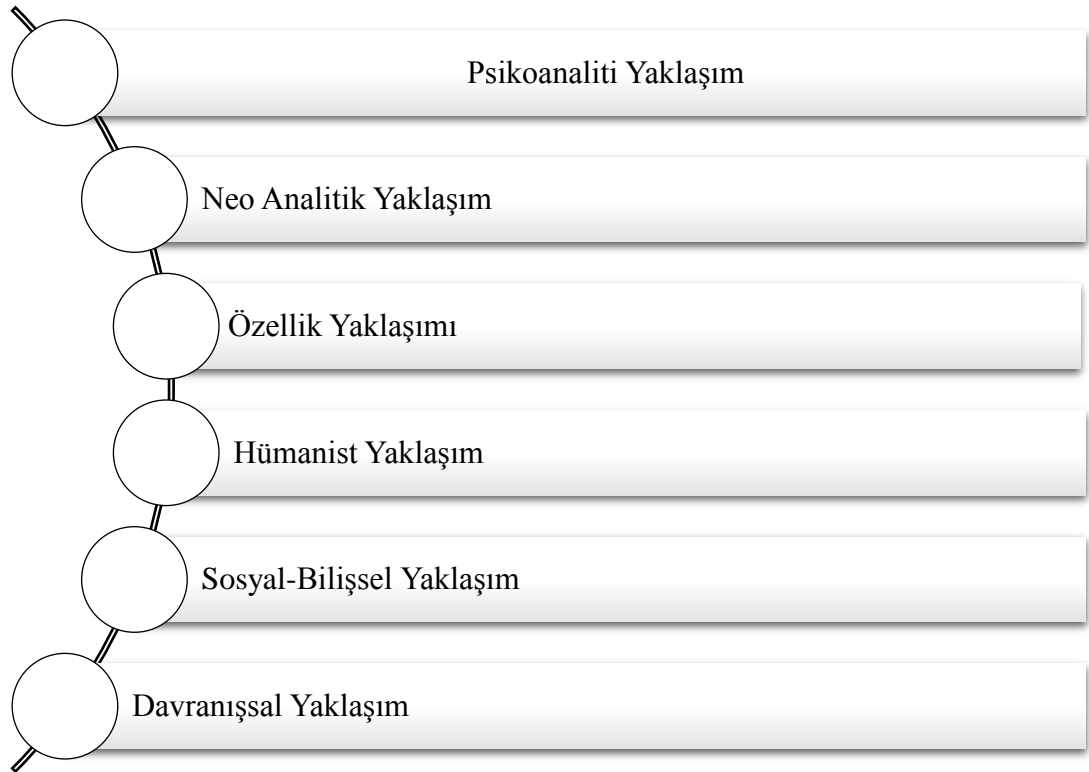 Psikoanaliti Yaklaşım
Neo Analitik Yaklaşım
Özellik Yaklaşımı
Hümanist Yaklaşım
Sosyal-Bilişsel Yaklaşım
Davranışsal Yaklaşım